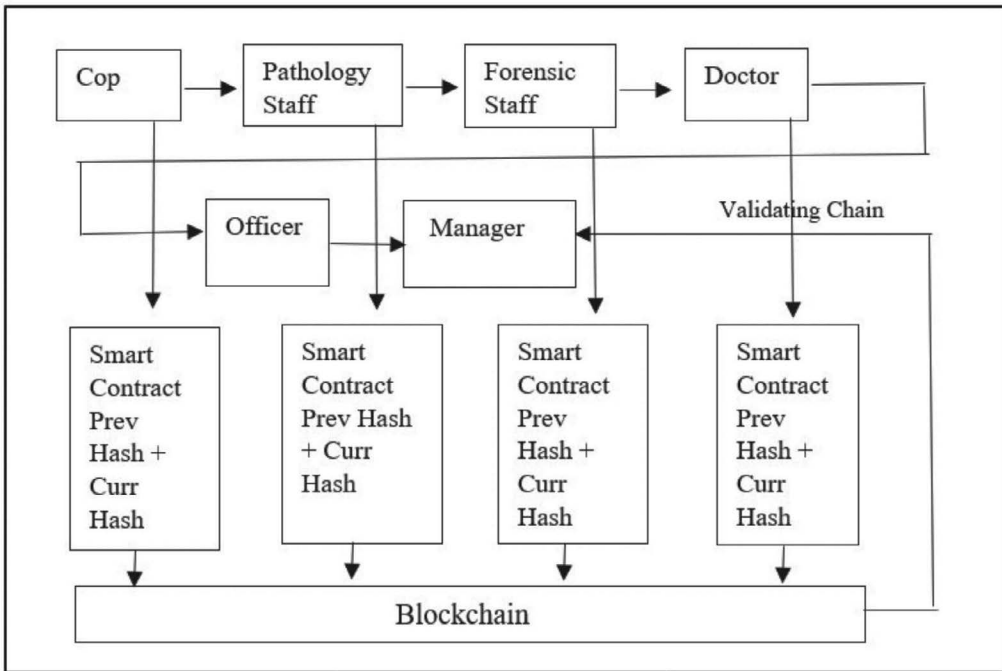 Cop
Pathology
Staff
Forensic
Staff
Doctor
Officer
Manager
Validating Chain
Smart
Contract
Prev
Hash +
Curr
Hash
Smart
Contract
Prev Hash
+ Curr
Hash
Smart
Contract
Prev
Hash +
Curr
Hash
Smart
Contract
Prev
Hash +
Curr
Hash
Blockchain